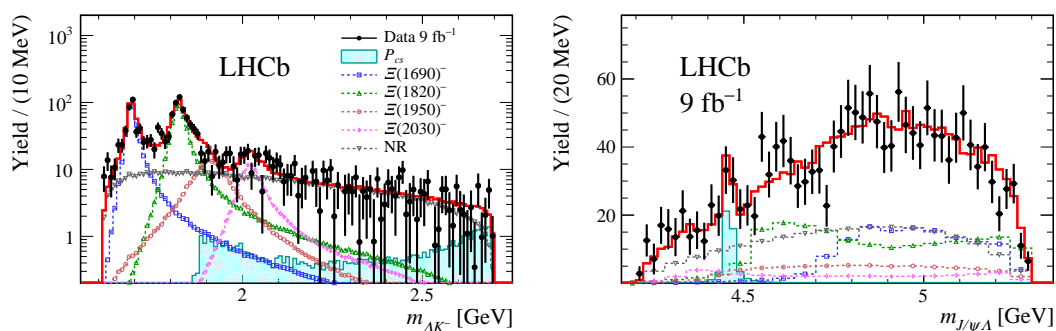 Yield / (10 MeV)
10³
10²
10
1
LHCb
Data 9 fb⁻¹
P_cs
Ξ(1690)⁻
Ξ(1820)⁻
Ξ(1950)⁻
Ξ(2030)⁻
NR
2 2.5
m_ΛK⁻ [GeV]
Yield / (20 MeV)
60
40
20
LHCb
9 fb⁻¹
4.5 5
m_J/ψΛ [GeV]